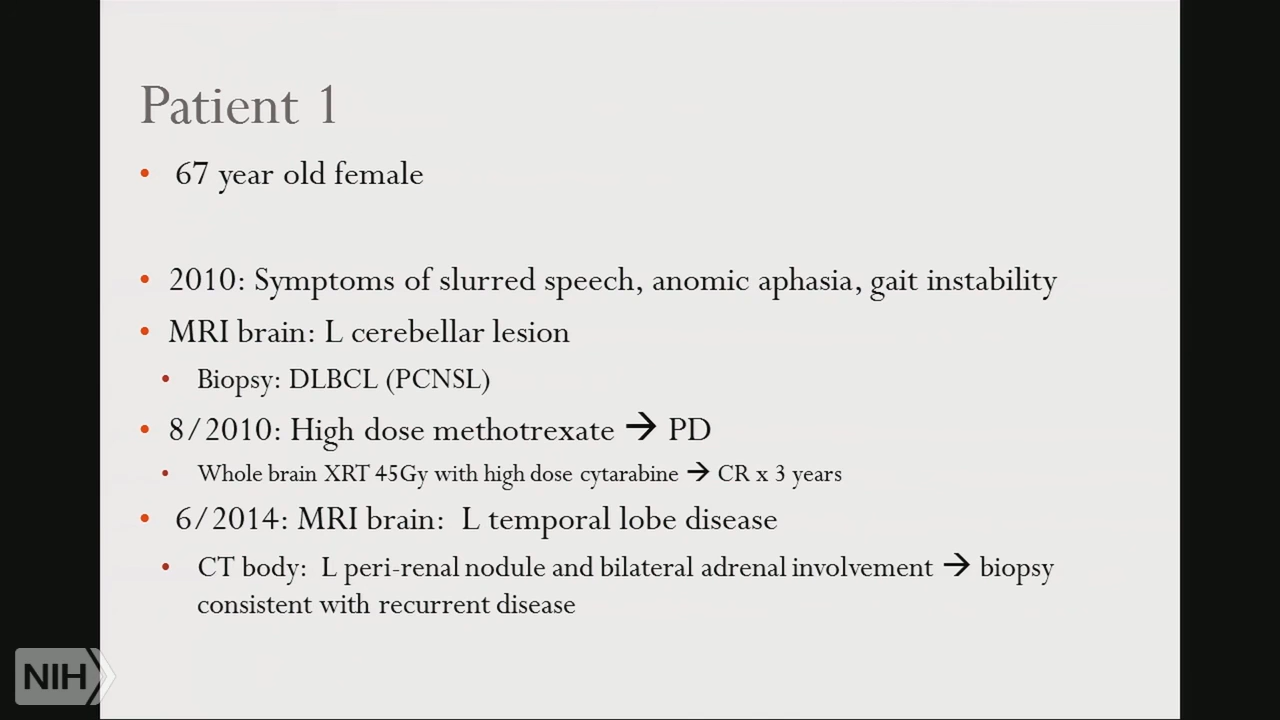 Patient 1
• 67 year old female
• 2010: Symptoms of slurred speech, anomic aphasia, gait instability
• MRI brain: L cerebellar lesion
• Biopsy: DLBCL (PCNSL)
• 8/2010: High dose methotrexate → PD
• Whole brain XRT 45Gy with high dose cytarabine → CR x 3 years
• 6/2014: MRI brain: L temporal lobe disease
• CT body: L peri-renal nodule and bilateral adrenal involvement → biopsy
consistent with recurrent disease
NIH